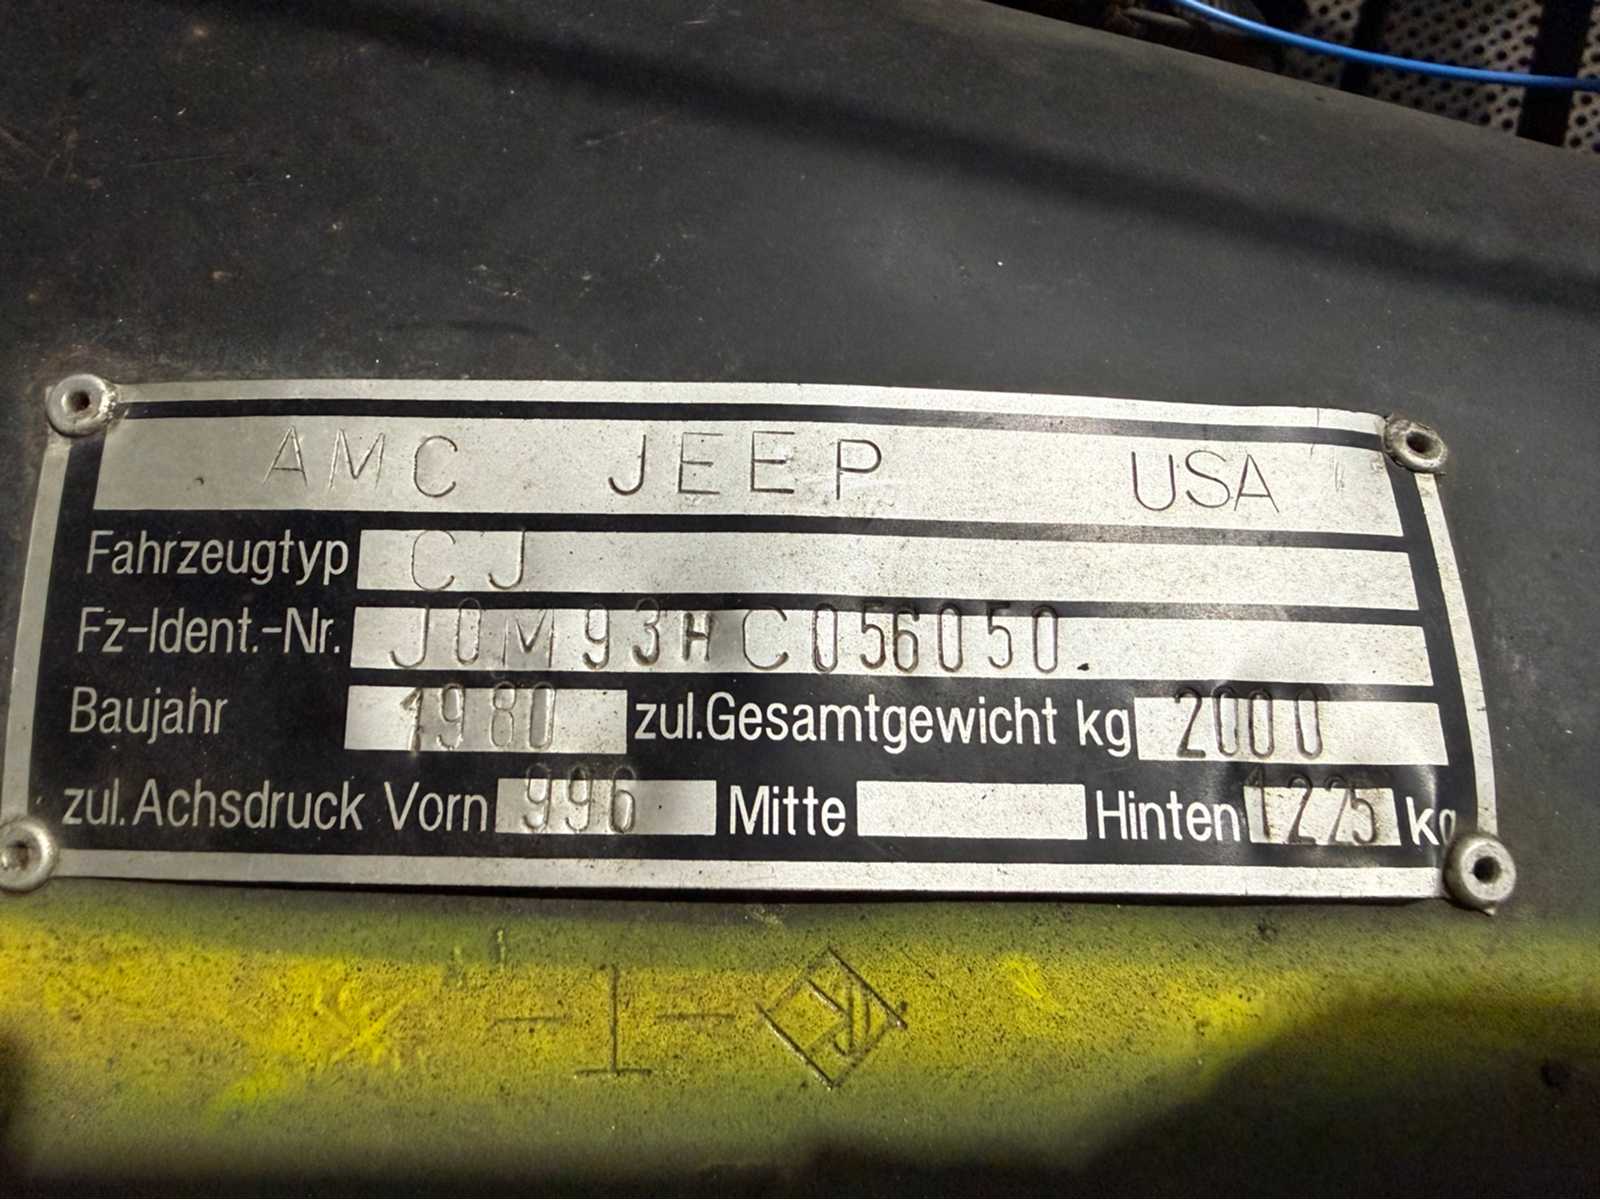 AMC JEEP USA
Fahrzeugtyp CJ
Fz-Ident.-Nr. J0M93HC056050.
Baujahr 1980 zul.Gesamtgewicht kg 2000
zul.Achsdruck Vorn 996 Mitte Hinten 1225 kg
-I-